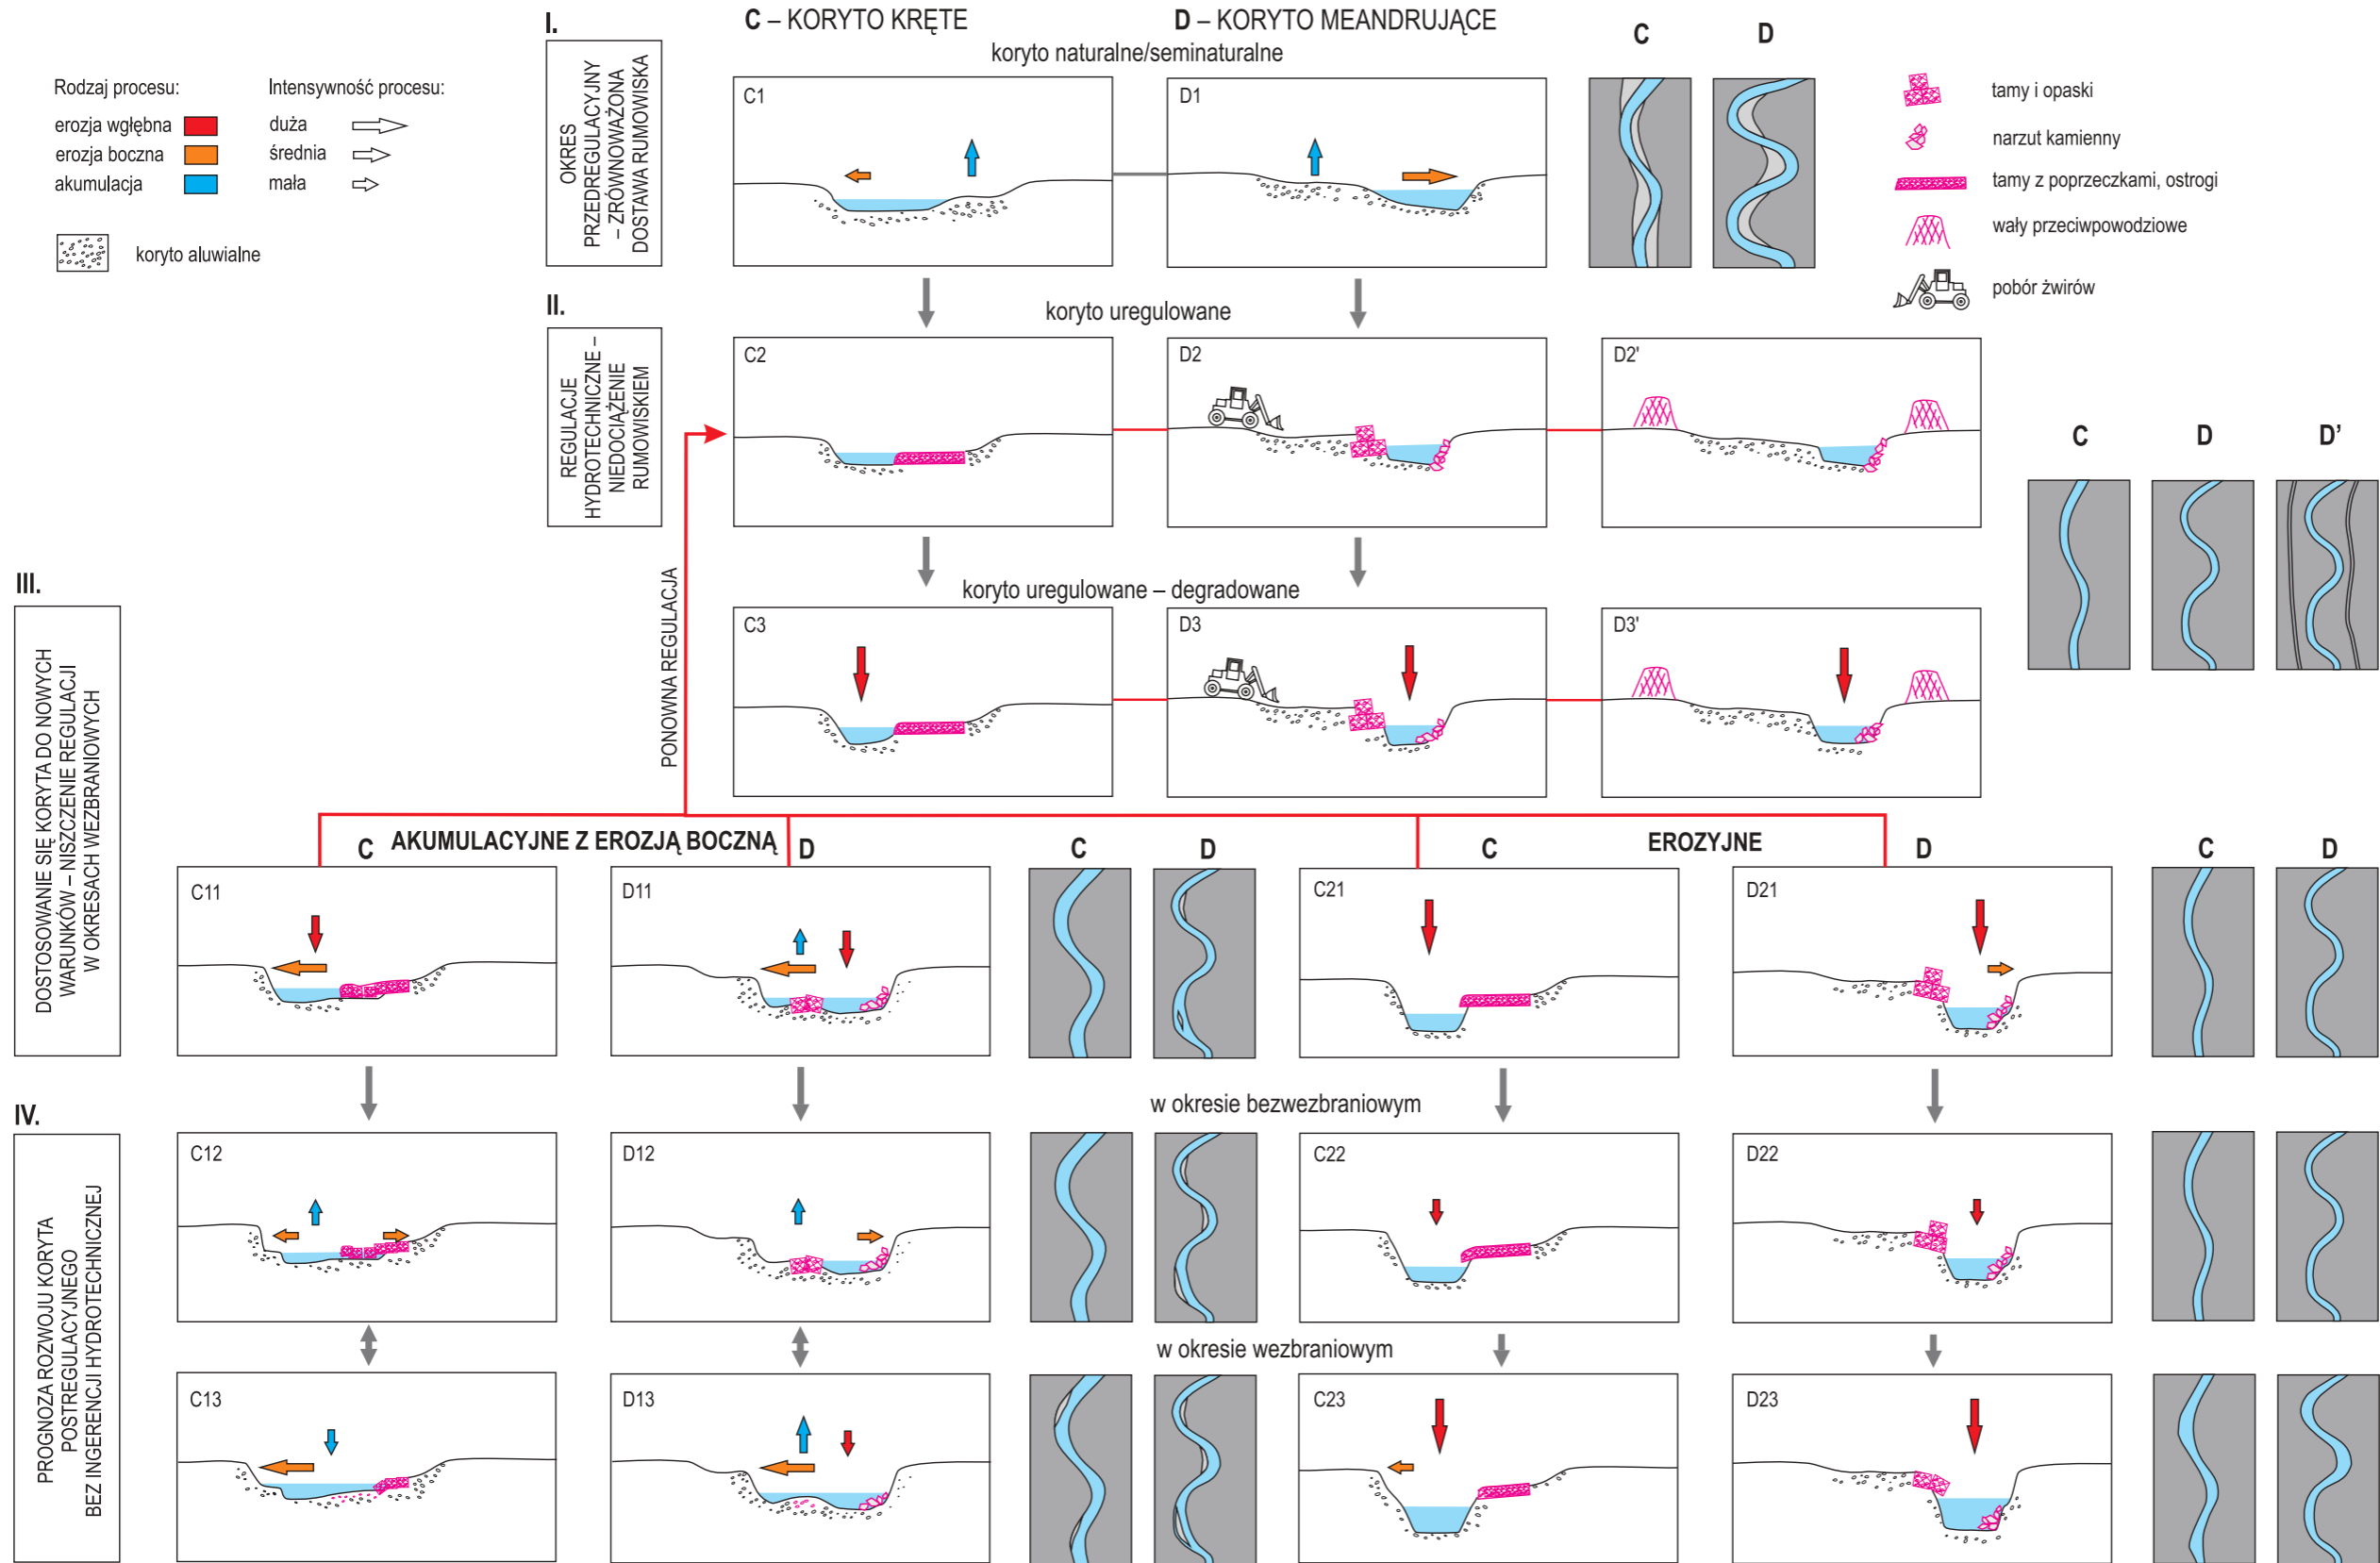 I.
C – KORYTO KRĘTE
D – KORYTO MEANDRUJĄCE
koryto naturalne/seminaturalne
C
D
Rodzaj procesu:
erozja wgłębna
erozja boczna
akumulacja
Intensywność procesu:
duża
średnia
mała
koryto aluwialne
OKRES
PRZEDREGULACYJNY
– ZRÓWNOWAŻONA
DOSTAWA RUMOWISKA
C1
D1
tamy i opaski
narzut kamienny
tamy z poprzeczkami, ostrogi
wały przeciwpowodziowe
pobór żwirów
II.
koryto uregulowane
REGULACJE
HYDROTECHNICZNE –
NIEDOCIĄŻENIE
RUMOWISKIEM
C2
D2
D2'
C
D
D’
PONOWNA REGULACJA
koryto uregulowane – degradowane
III.
DOSTOSOWANIE SIĘ KORYTA DO NOWYCH
WARUNKÓW – NISZCZENIE REGULACJI
W OKRESACH WEZBRANIOWYCH
C3
D3
D3'
AKUMULACYJNE Z EROZJĄ BOCZNĄ
C
D
C
D
EROZYJNE
C
D
C
D
C11
D11
C21
D21
w okresie bezwezbraniowym
IV.
PROGNOZA ROZWOJU KORYTA
POSTREGULACYJNEGO
BEZ INGERENCJI HYDROTECHNICZNEJ
C12
D12
C22
D22
w okresie wezbraniowym
C13
D13
C23
D23